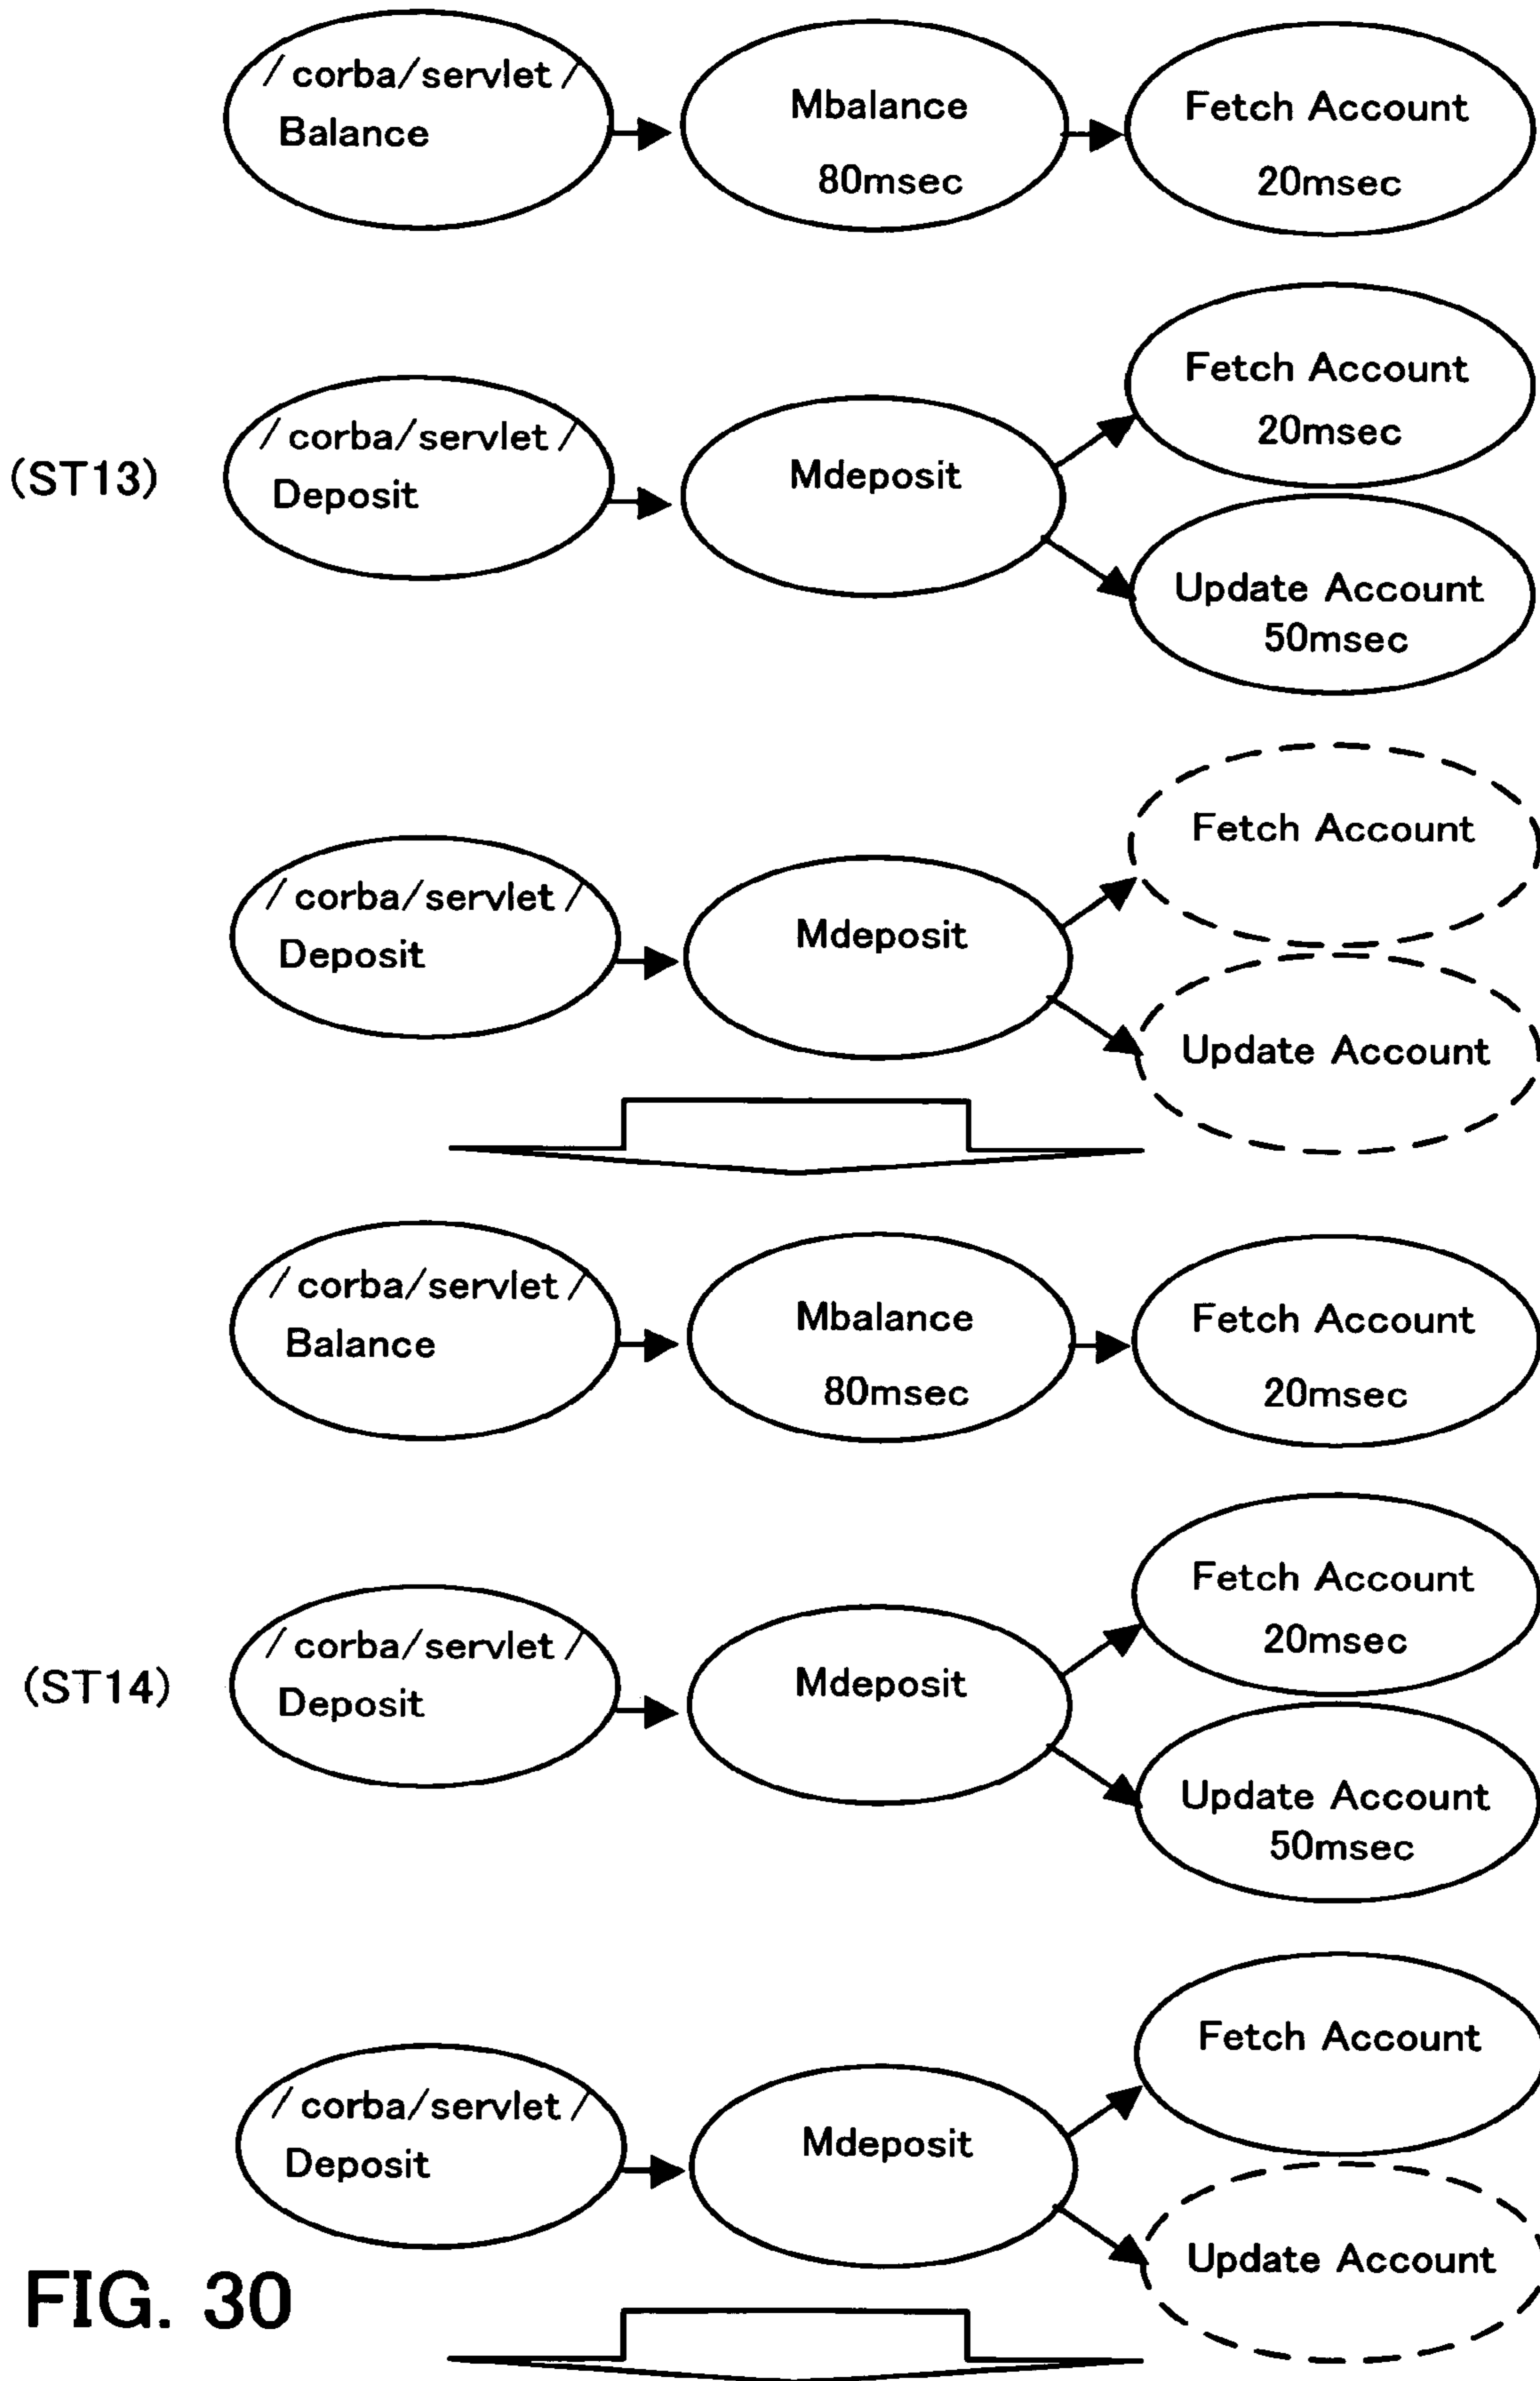 /corba/servlet/
Balance
Mbalance
80msec
Fetch Account
20msec
(ST13)
/corba/servlet/
Deposit
Mdeposit
Fetch Account
20msec
Update Account
50msec
/corba/servlet/
Deposit
Mdeposit
Fetch Account
Update Account
/corba/servlet/
Balance
Mbalance
80msec
Fetch Account
20msec
(ST14)
/corba/servlet/
Deposit
Mdeposit
Fetch Account
20msec
Update Account
50msec
/corba/servlet/
Deposit
Mdeposit
Fetch Account
Update Account
FIG. 30